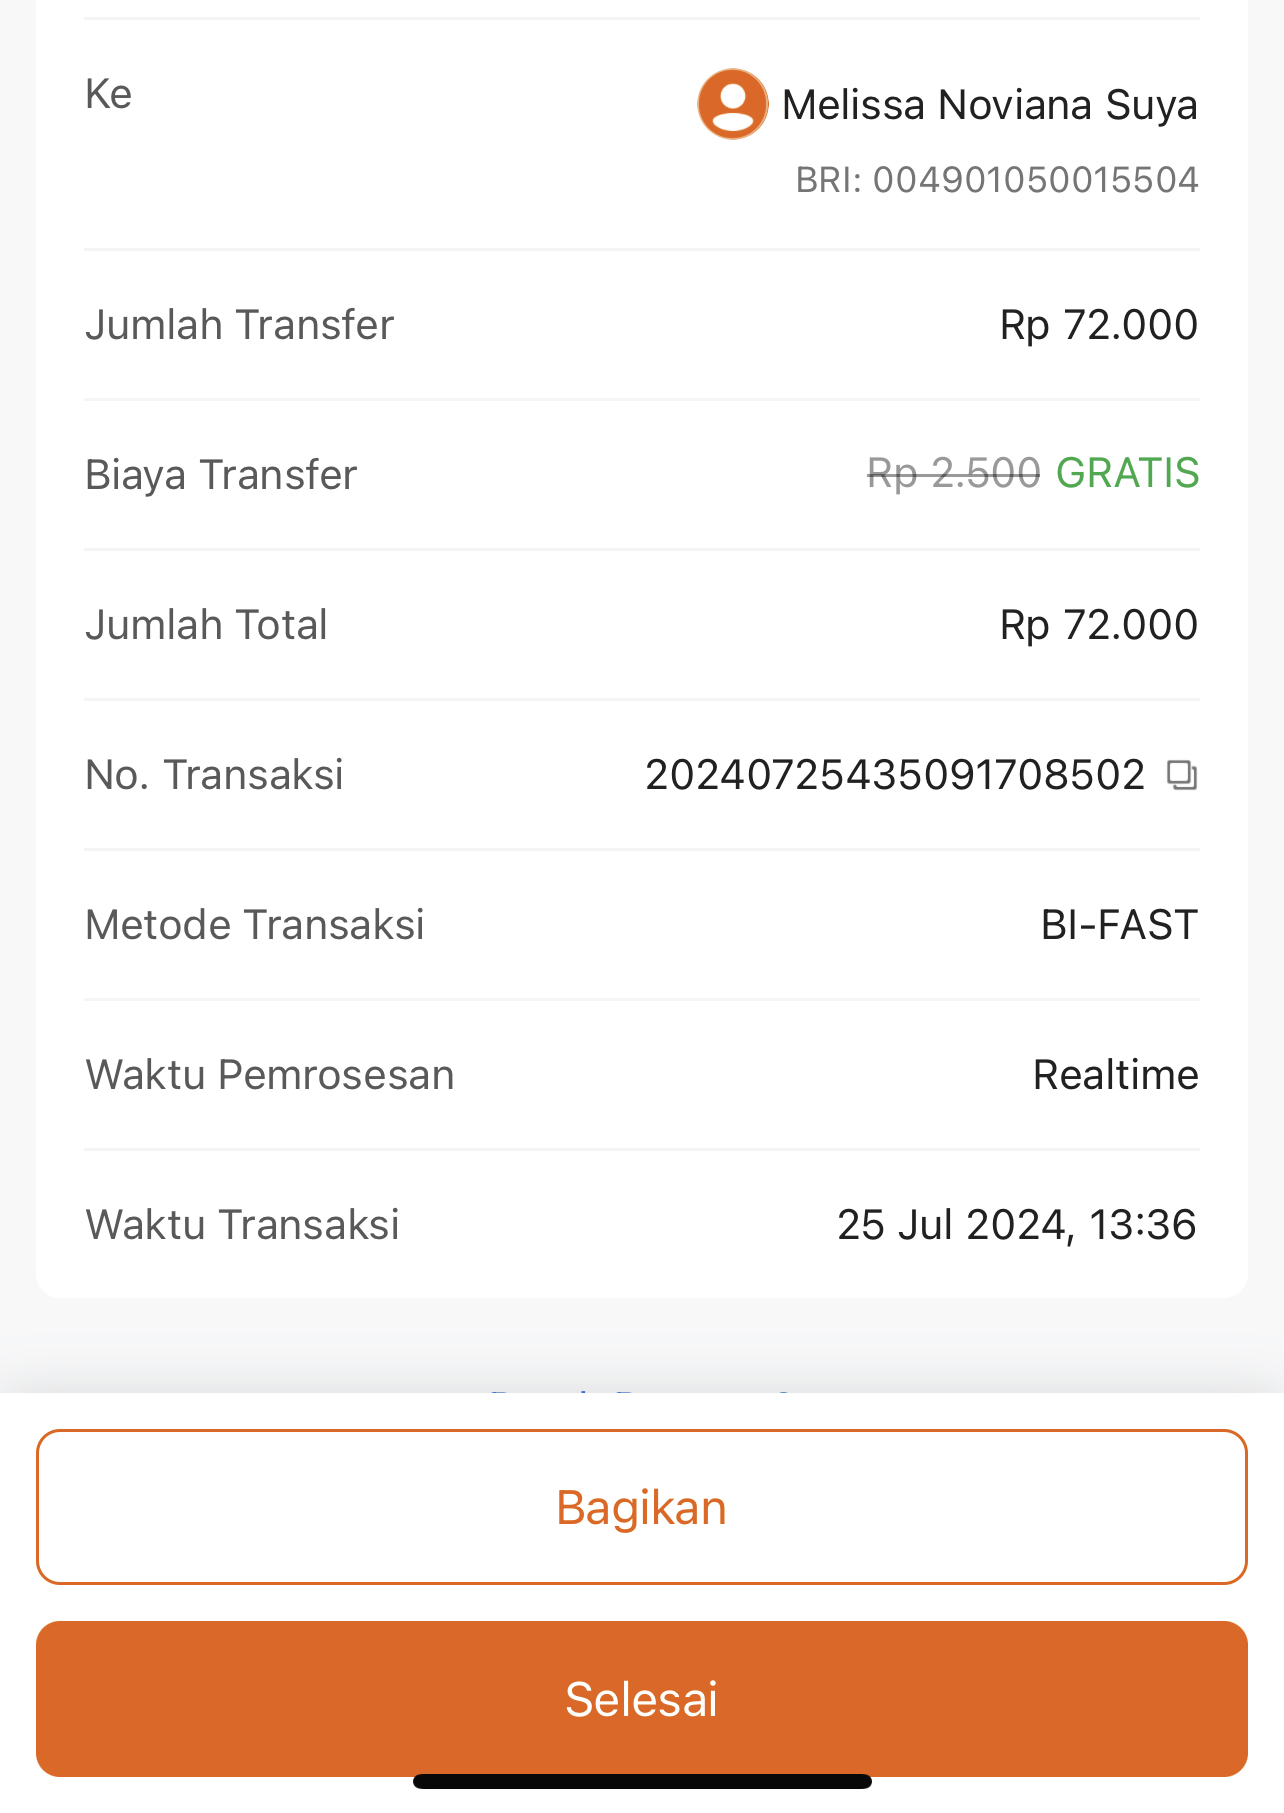 Ke
Melissa Noviana Suya
BRI: 004901050015504
Jumlah Transfer Rp 72.000
Biaya Transfer Rp 2.500 GRATIS
Jumlah Total Rp 72.000
No. Transaksi 20240725435091708502
Metode Transaksi BI-FAST
Waktu Pemrosesan Realtime
Waktu Transaksi 25 Jul 2024, 13:36
Bagikan
Selesai